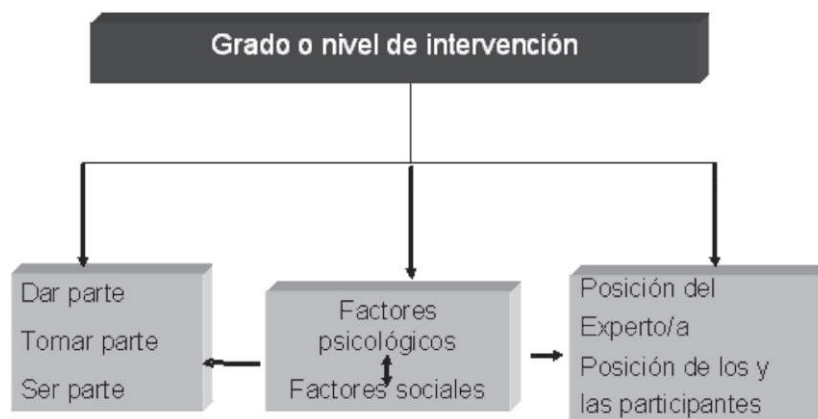 Grado o nivel de intervención
Dar parte
Tomar parte
Ser parte
Factores
psicológicos
Factores sociales
Posición del
Experto/a
Posición de los y
las participantes